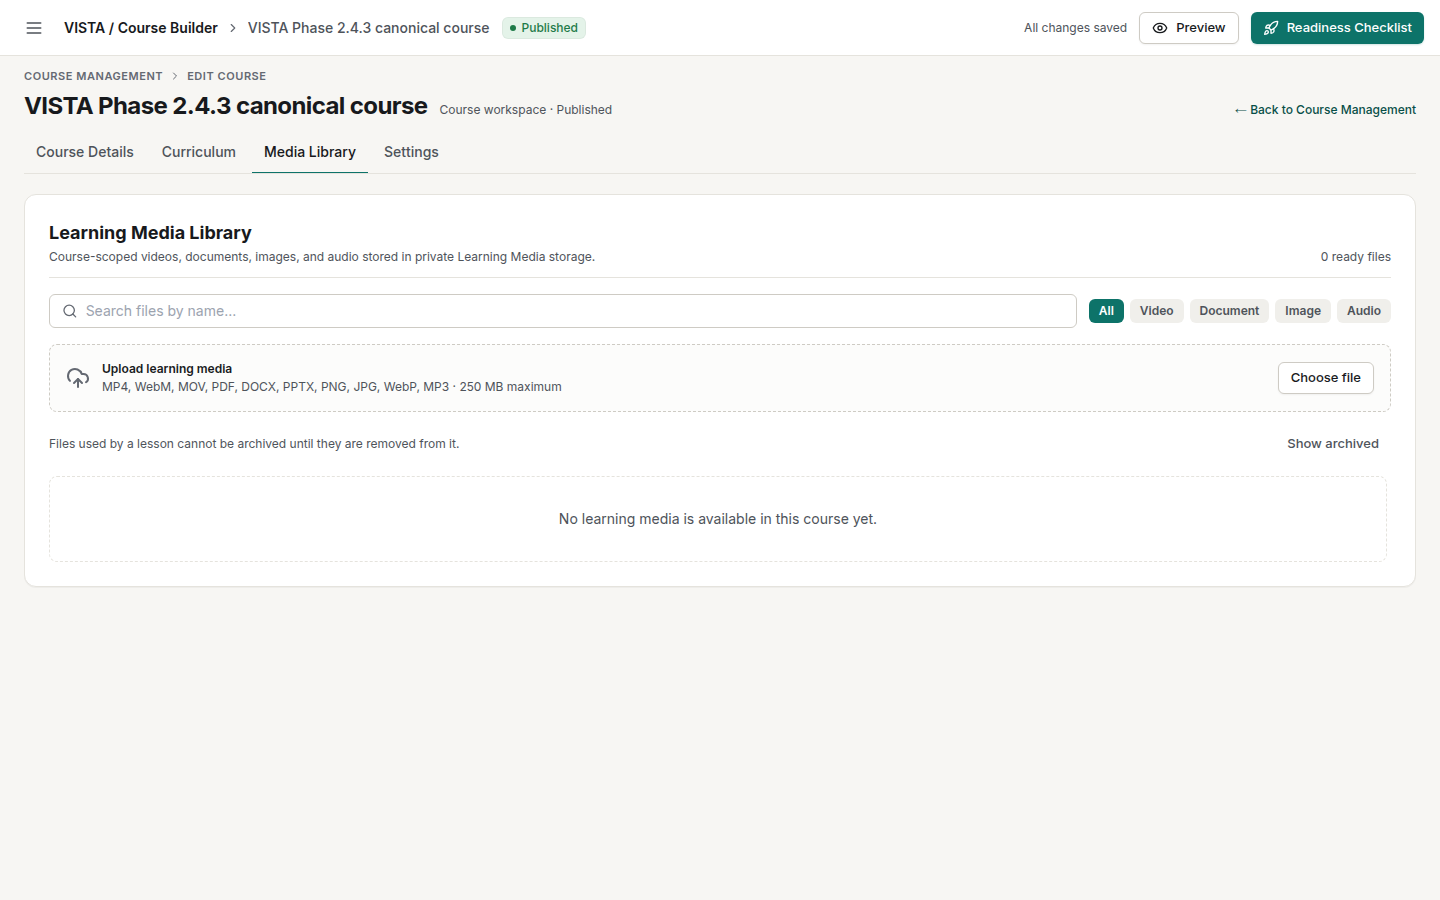 VISTA / Course Builder > VISTA Phase 2.4.3 canonical course Published All changes saved Preview Readiness Checklist
COURSE MANAGEMENT > EDIT COURSE
VISTA Phase 2.4.3 canonical course Course workspace · Published ← Back to Course Management
Course Details Curriculum Media Library Settings
Learning Media Library
Course-scoped videos, documents, images, and audio stored in private Learning Media storage. 0 ready files
Search files by name... All Video Document Image Audio
Upload learning media
MP4, WebM, MOV, PDF, DOCX, PPTX, PNG, JPG, WebP, MP3 · 250 MB maximum Choose file
Files used by a lesson cannot be archived until they are removed from it. Show archived
No learning media is available in this course yet.